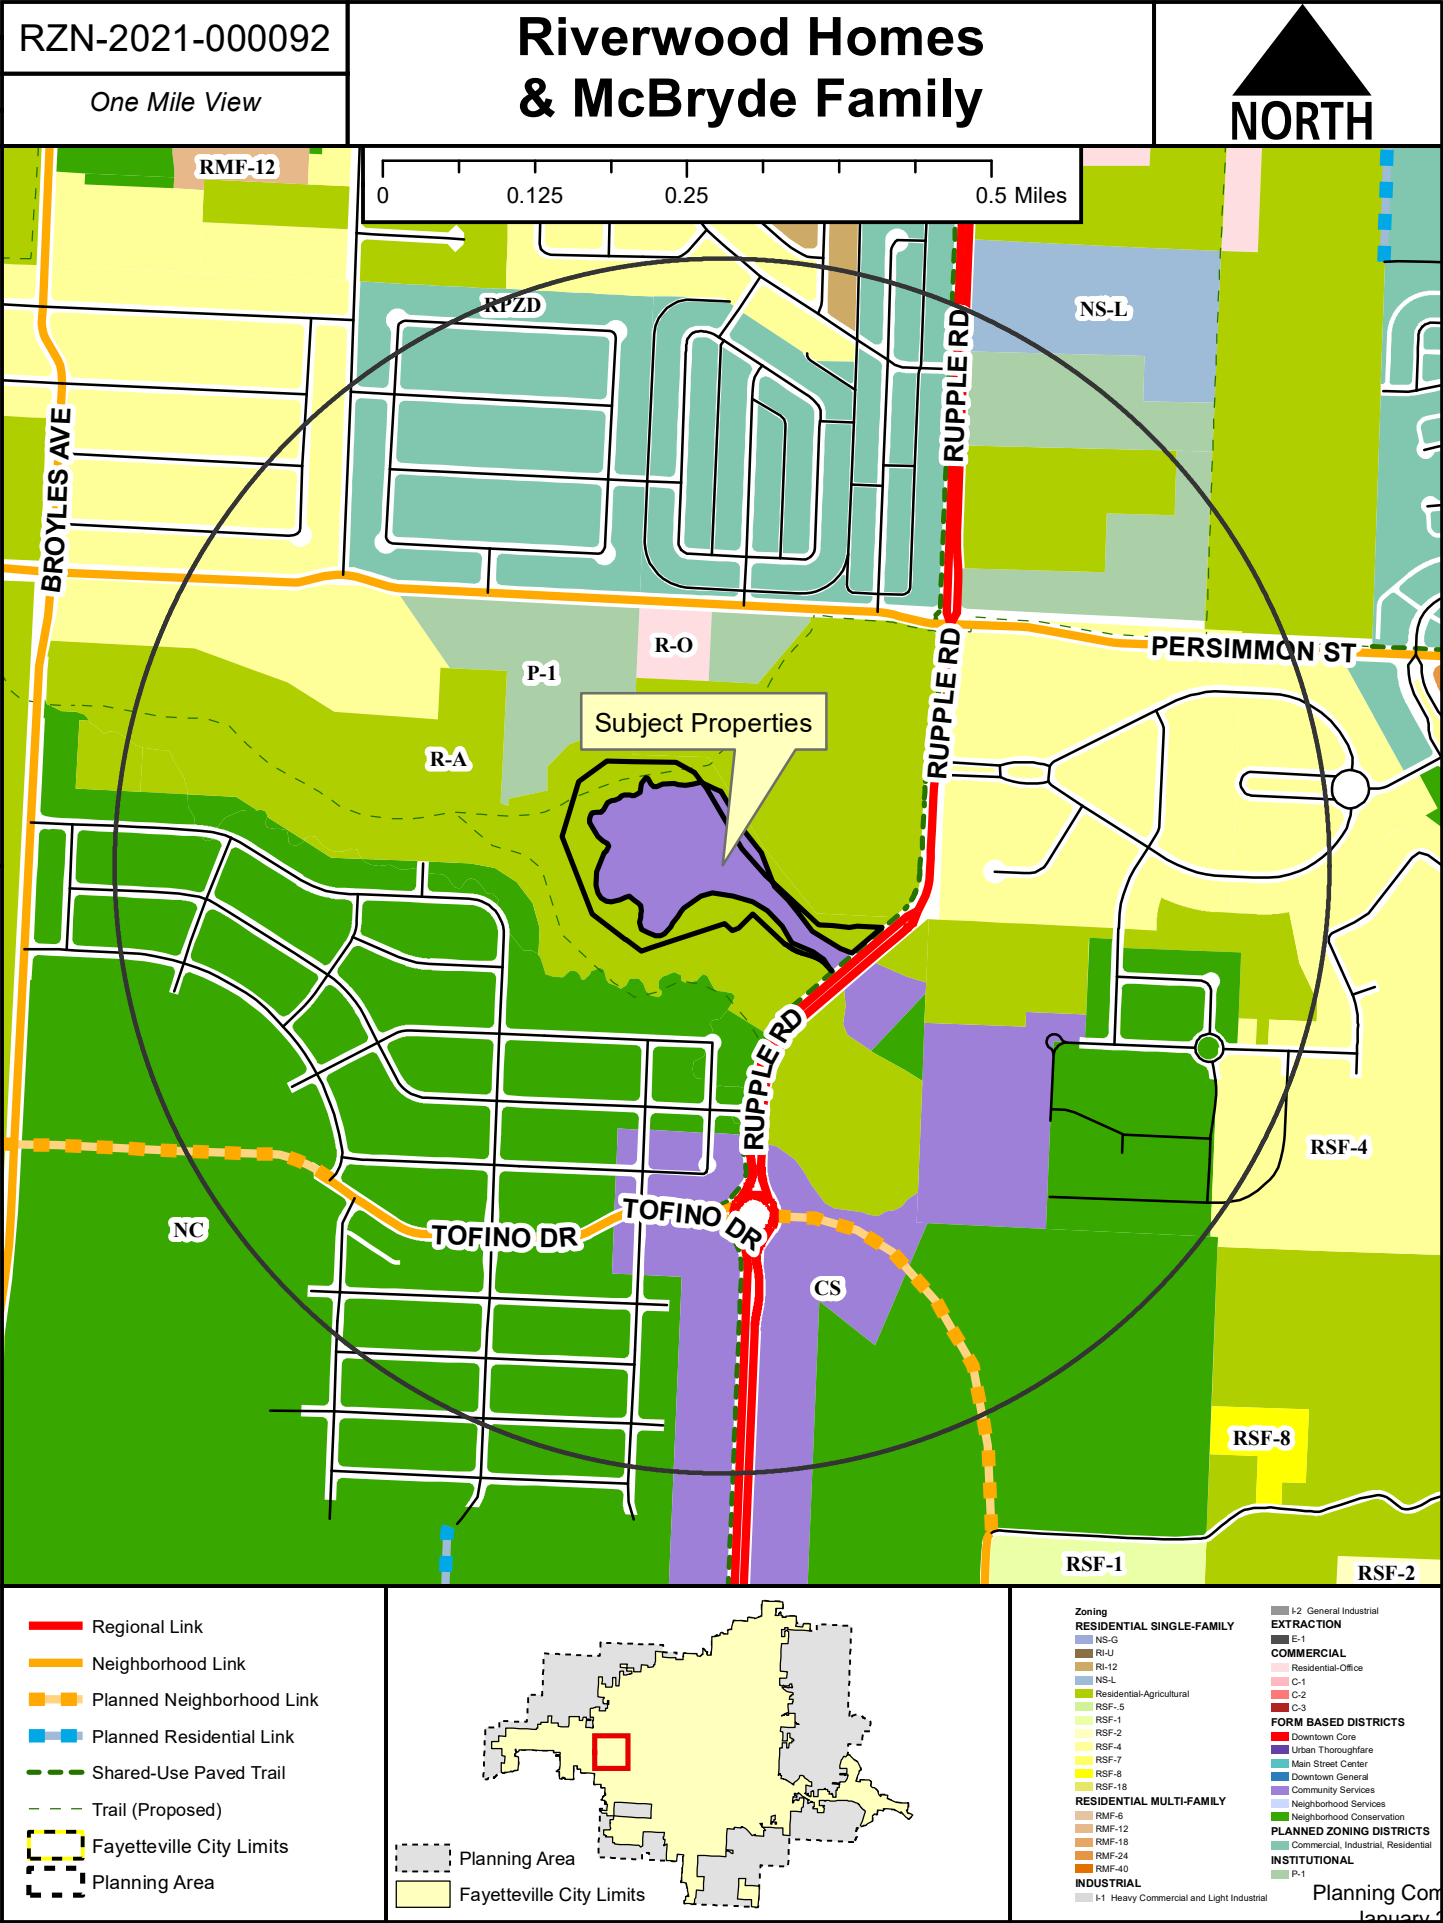 RZN-2021-000092
One Mile View
Riverwood Homes
& McBryde Family
NORTH
0 0.125 0.25 0.5 Miles
RMF-12
RPZD
NS-L
RUPPLE RD
BROYLES AVE
PERSIMMON ST
R-O
P-1
RUPPLE RD
Subject Properties
R-A
RUPPLE RD
RSF-4
NC
TOFINO DR
TOFINO DR
CS
RSF-8
RSF-1
RSF-2
Regional Link
Neighborhood Link
Planned Neighborhood Link
Planned Residential Link
Shared-Use Paved Trail
Trail (Proposed)
Fayetteville City Limits
Planning Area
Planning Area
Fayetteville City Limits
Zoning
RESIDENTIAL SINGLE-FAMILY
NS-G
RI-U
RI-12
NS-L
Residential-Agricultural
RSF-.5
RSF-1
RSF-2
RSF-4
RSF-7
RSF-8
RSF-18
RESIDENTIAL MULTI-FAMILY
RMF-6
RMF-12
RMF-18
RMF-24
RMF-40
INDUSTRIAL
I-1 Heavy Commercial and Light Industrial
I-2 General Industrial
EXTRACTION
E-1
COMMERCIAL
Residential-Office
C-1
C-2
C-3
FORM BASED DISTRICTS
Downtown Core
Urban Thoroughfare
Main Street Center
Downtown General
Community Services
Neighborhood Services
Neighborhood Conservation
PLANNED ZONING DISTRICTS
Commercial, Industrial, Residential
INSTITUTIONAL
P-1
Planning Com
January